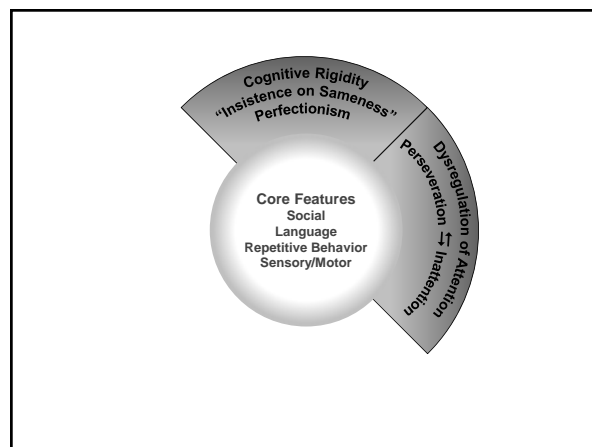 Cognitive Rigidity
“Insistence on Sameness”
Perfectionism
Dysregulation of Attention
Perseveration ↓↑ Inattention
Core Features
Social
Language
Repetitive Behavior
Sensory/Motor